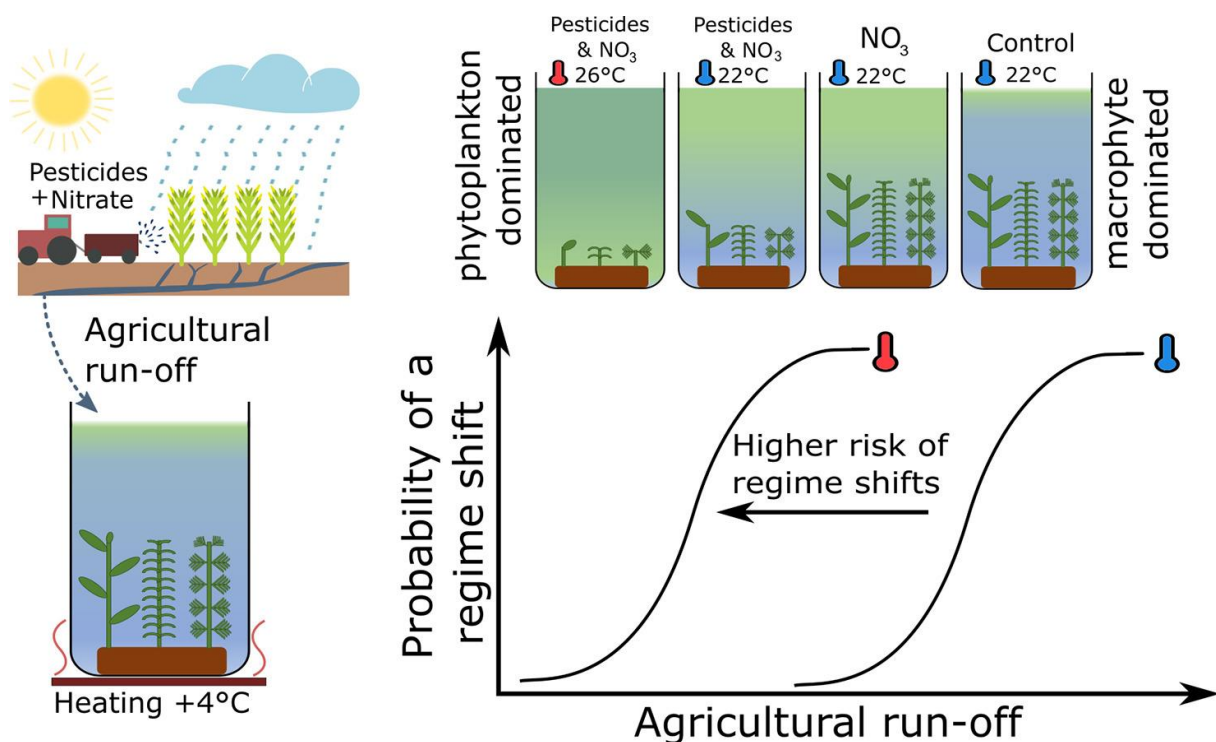 Pesticides
+Nitrate
Agricultural
run-off
Heating +4°C
phytoplankton
dominated
Pesticides
& NO₃
26°C
Pesticides
& NO₃
22°C
NO₃
22°C
Control
22°C
macrophyte
dominated
Probability of a
regime shift
Higher risk of
regime shifts
Agricultural run-off